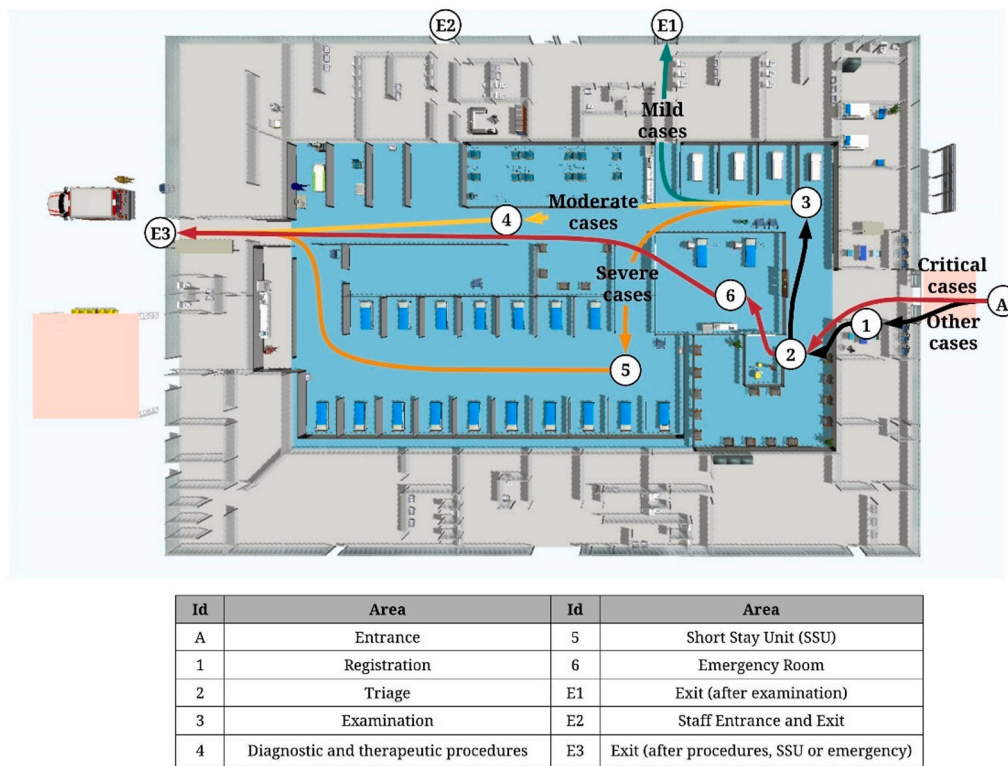 E2
E1
Mild
cases
3
Moderate
cases
4
E3
Severe
cases
6
Critical
cases
A
1
Other
cases
2
5
Id Area Id Area
A Entrance 5 Short Stay Unit (SSU)
1 Registration 6 Emergency Room
2 Triage E1 Exit (after examination)
3 Examination E2 Staff Entrance and Exit
4 Diagnostic and therapeutic procedures E3 Exit (after procedures, SSU or emergency)